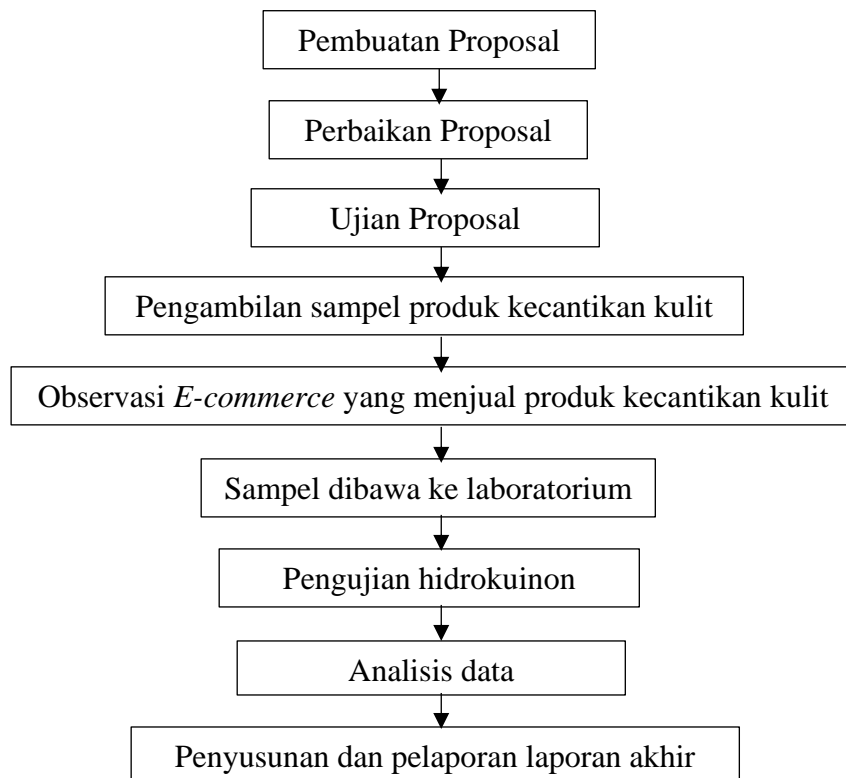 Pembuatan Proposal
Perbaikan Proposal
Ujian Proposal
Pengambilan sampel produk kecantikan kulit
Observasi E-commerce yang menjual produk kecantikan kulit
Sampel dibawa ke laboratorium
Pengujian hidrokuinon
Analisis data
Penyusunan dan pelaporan laporan akhir